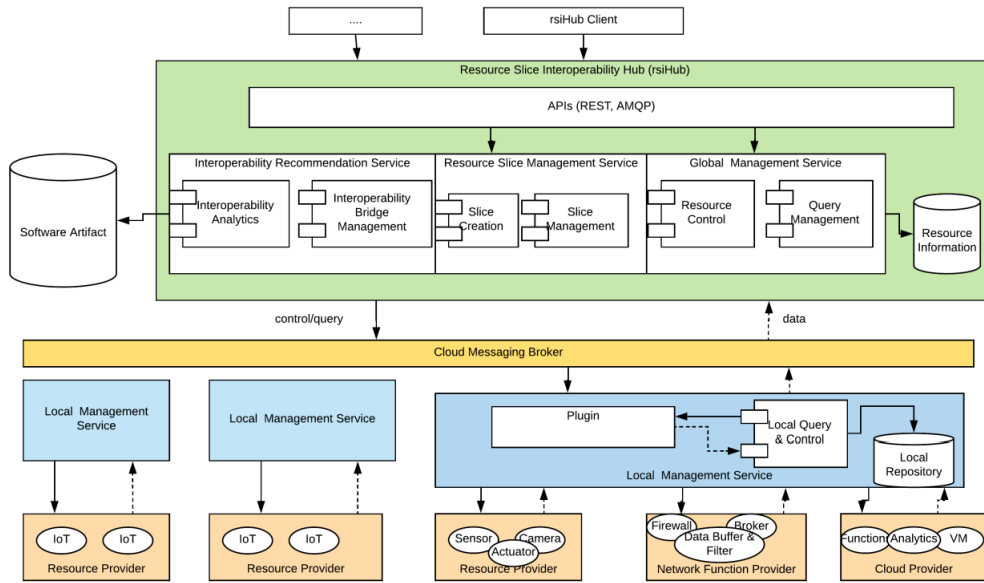 ....
rsiHub Client
Resource Slice Interoperability Hub (rsiHub)
APIs (REST, AMQP)
Interoperability Recommendation Service
Resource Slice Management Service
Global Management Service
Interoperability
Analytics
Interoperability
Bridge
Management
Slice
Creation
Slice
Management
Resource
Control
Query
Management
Software Artifact
Resource
Information
control/query
data
Cloud Messaging Broker
Local Management
Service
Local Management Service
Plugin
Local Query
& Control
Local
Repository
Local Management Service
IoT
IoT
Resource Provider
IoT
IoT
Resource Provider
Sensor
Camera
Actuator
Resource Provider
Firewall
Broker
Data Buffer &
Filter
Network Function Provider
Functions
Analytics
VM
Cloud Provider